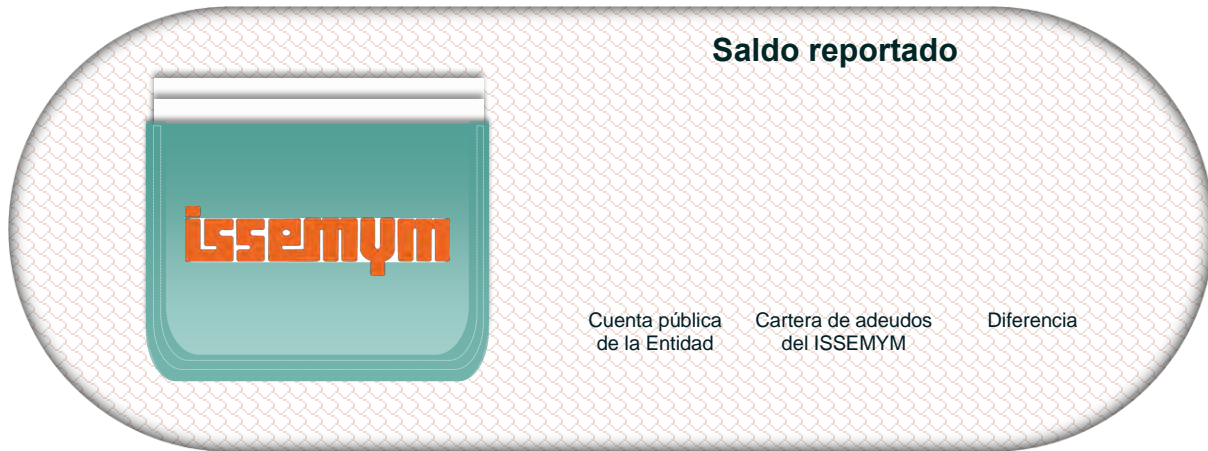 Saldo reportado
issemym
Cuenta pública
de la Entidad
Cartera de adeudos
del ISSEMYM
Diferencia